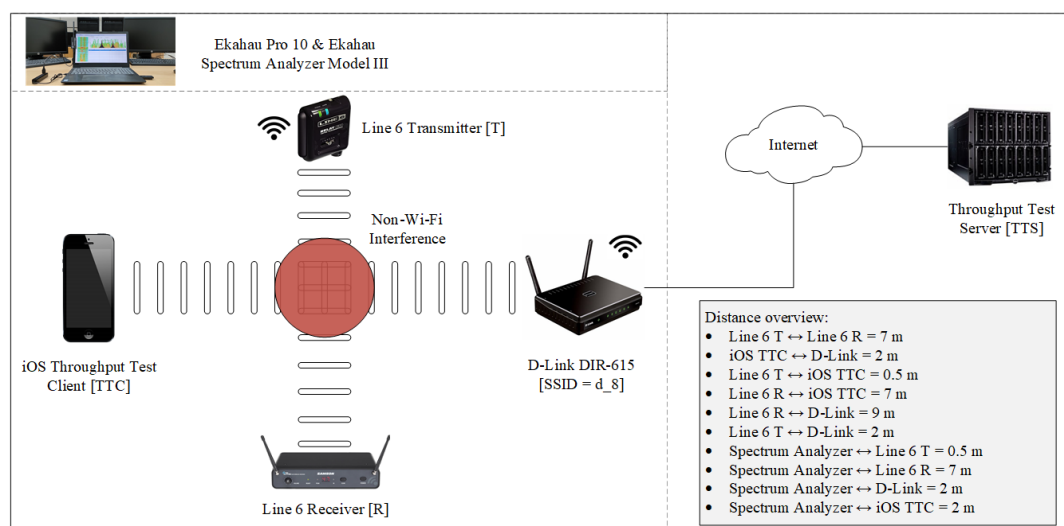 Ekahau Pro 10 & Ekahau
Spectrum Analyzer Model III
Line 6 Transmitter [T]
Non-Wi-Fi
Interference
iOS Throughput Test
Client [TTC]
D-Link DIR-615
[SSID = d_8]
Line 6 Receiver [R]
Internet
Throughput Test
Server [TTS]
Distance overview:
• Line 6 T ↔ Line 6 R = 7 m
• iOS TTC ↔ D-Link = 2 m
• Line 6 T ↔ iOS TTC = 0.5 m
• Line 6 R ↔ iOS TTC = 7 m
• Line 6 R ↔ D-Link = 9 m
• Line 6 T ↔ D-Link = 2 m
• Spectrum Analyzer ↔ Line 6 T = 0.5 m
• Spectrum Analyzer ↔ Line 6 R = 7 m
• Spectrum Analyzer ↔ D-Link = 2 m
• Spectrum Analyzer ↔ iOS TTC = 2 m